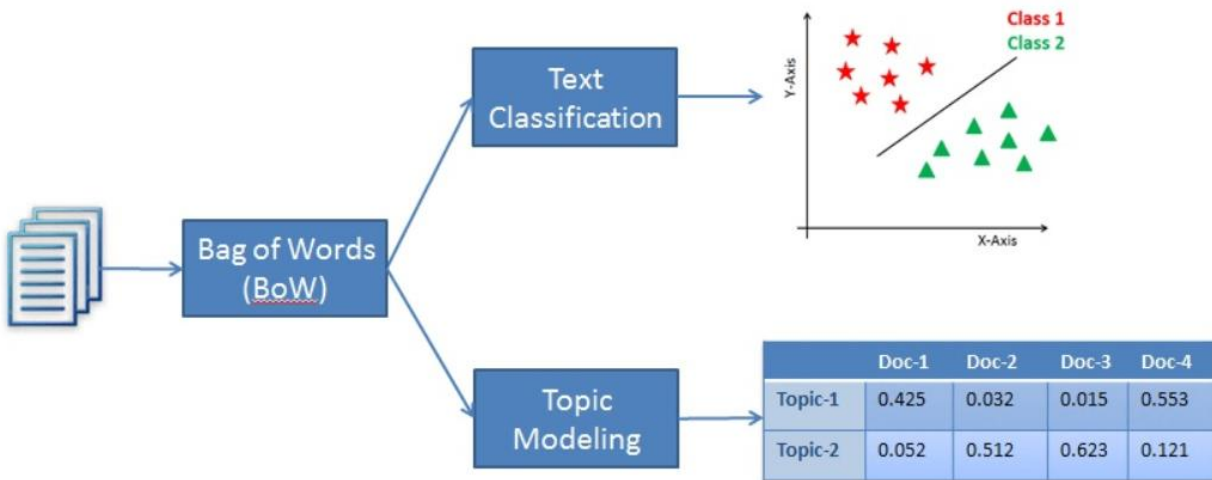 Class 1
Class 2
Y-Axis
X-Axis
Text
Classification
Bag of Words
(BoW)
Topic
Modeling
Doc-1 Doc-2 Doc-3 Doc-4
Topic-1 0.425 0.032 0.015 0.553
Topic-2 0.052 0.512 0.623 0.121